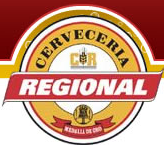 CERVECERIA
CR
REGIONAL
MEDALLA DE ORO